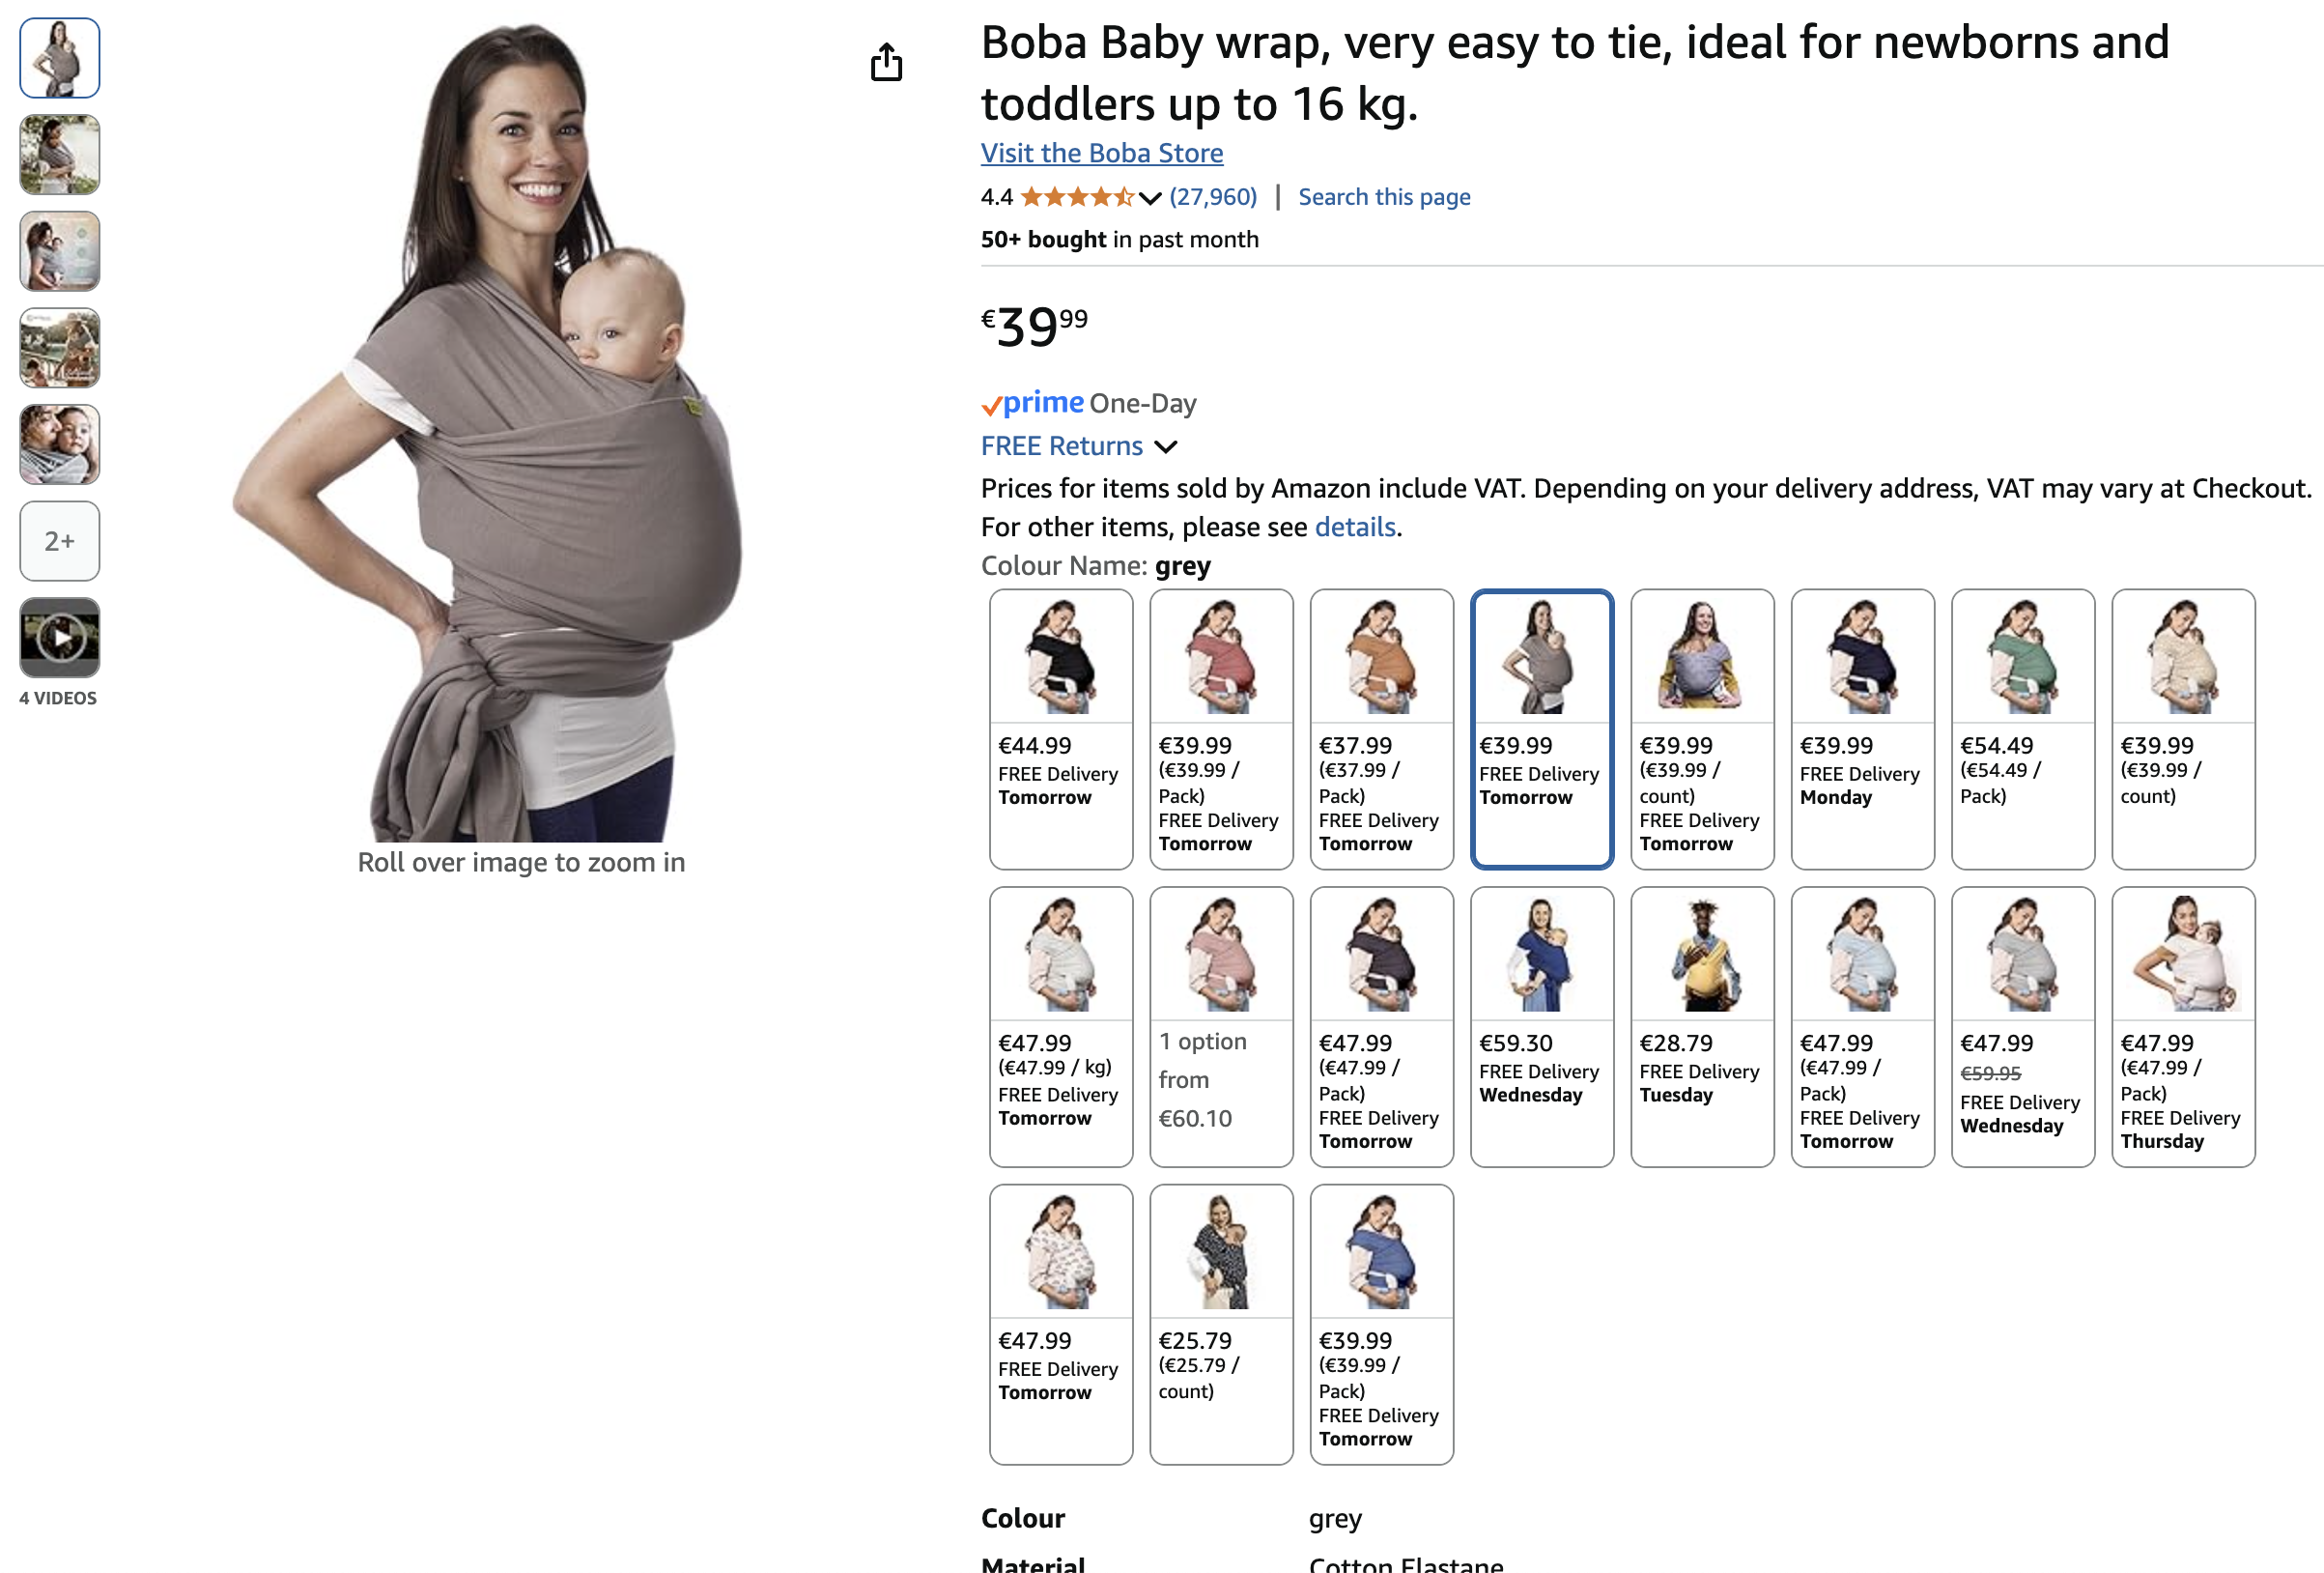 Boba Baby wrap, very easy to tie, ideal for newborns and
toddlers up to 16 kg.
Visit the Boba Store
4.4 (27,960) | Search this page
50+ bought in past month
€39⁹⁹
prime One-Day
FREE Returns
Prices for items sold by Amazon include VAT. Depending on your delivery address, VAT may vary at Checkout.
For other items, please see details.
Colour Name: grey
€44.99
FREE Delivery
Tomorrow
€39.99
(€39.99 /
Pack)
FREE Delivery
Tomorrow
€37.99
(€37.99 /
Pack)
FREE Delivery
Tomorrow
€39.99
FREE Delivery
Tomorrow
€39.99
(€39.99 /
count)
FREE Delivery
Tomorrow
€39.99
FREE Delivery
Monday
€54.49
(€54.49 /
Pack)
€39.99
(€39.99 /
count)
€47.99
(€47.99 / kg)
FREE Delivery
Tomorrow
1 option
from
€60.10
€47.99
(€47.99 /
Pack)
FREE Delivery
Tomorrow
€59.30
FREE Delivery
Wednesday
€28.79
FREE Delivery
Tuesday
€47.99
(€47.99 /
Pack)
FREE Delivery
Tomorrow
€47.99
€59.95
FREE Delivery
Wednesday
€47.99
(€47.99 /
Pack)
FREE Delivery
Thursday
€47.99
FREE Delivery
Tomorrow
€25.79
(€25.79 /
count)
€39.99
(€39.99 /
Pack)
FREE Delivery
Tomorrow
Colour grey
Material Cotton Elastane
2+
4 VIDEOS
Roll over image to zoom in